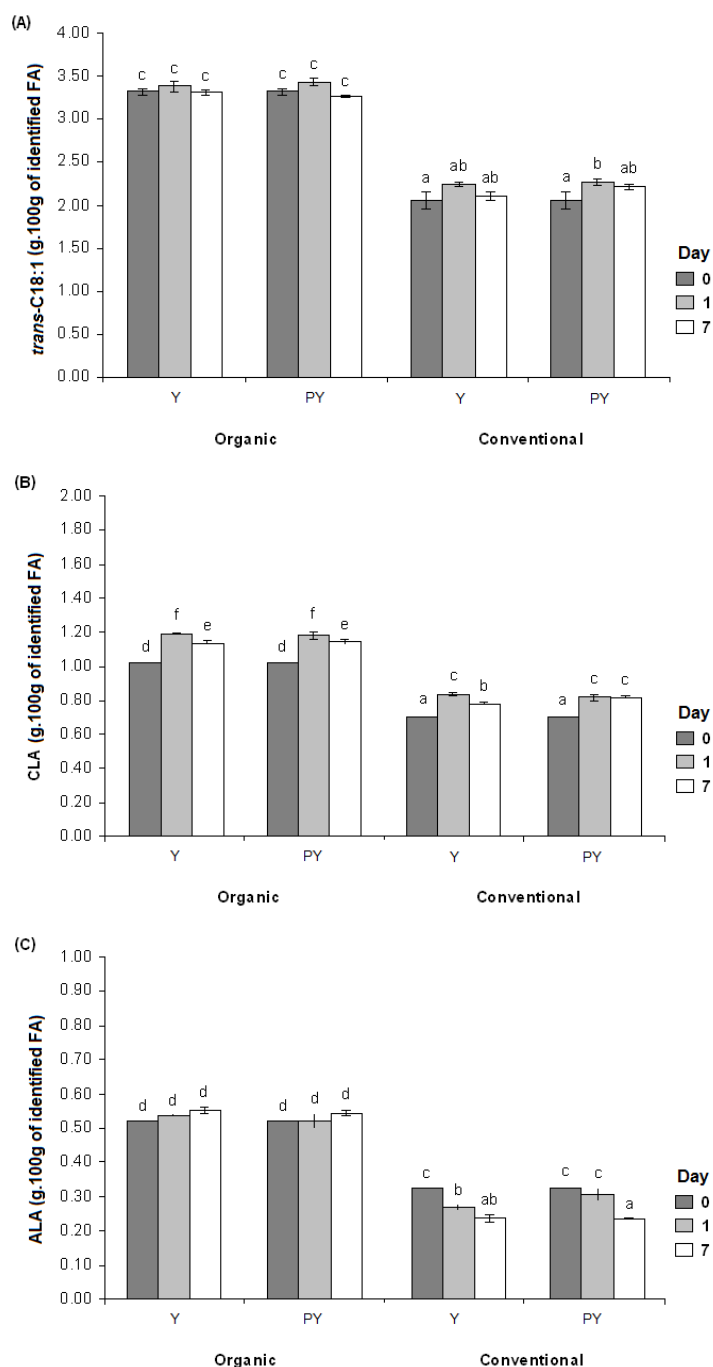 (A)
trans-C18:1 (g.100g of identified FA)
4.00
3.50
3.00
2.50
2.00
1.50
1.00
0.50
0.00
c c c
c c c
a ab ab
a b ab
Day
0
1
7
Y PY Y PY
Organic Conventional
(B)
CLA (g.100g of identified FA)
2.00
1.80
1.60
1.40
1.20
1.00
0.80
0.60
0.40
0.20
0.00
d f e
d f e
a c b
a c c
Day
0
1
7
Y PY Y PY
Organic Conventional
(C)
ALA (g.100g of identified FA)
1.00
0.90
0.80
0.70
0.60
0.50
0.40
0.30
0.20
0.10
0.00
d d d
d d d
c b ab
c c a
Day
0
1
7
Y PY Y PY
Organic Conventional